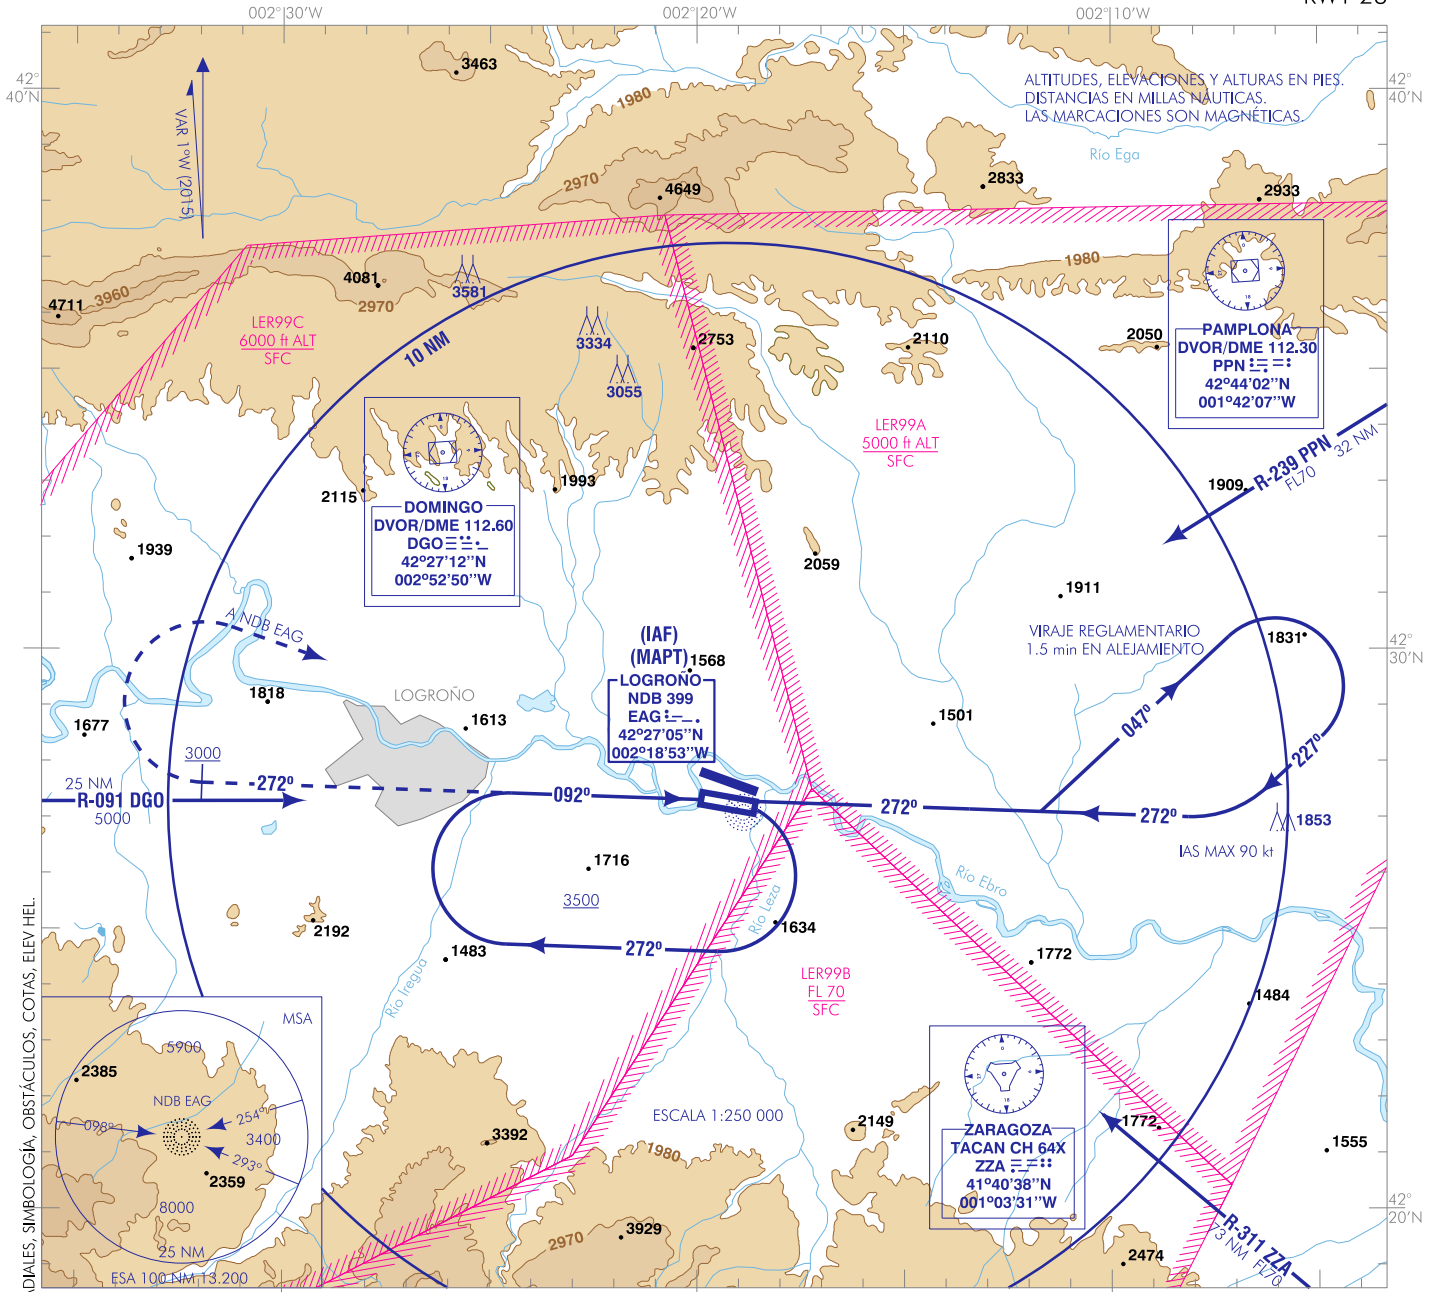 002°30'W
002°20'W
002°10'W
42°
40'N
42°
40'N
VAR 1°W (2015)
3463
1980
ALTITUDES, ELEVACIONES Y ALTURAS EN PIES.
DISTANCIAS EN MILLAS NÁUTICAS.
LAS MARCACIONES SON MAGNÉTICAS.
Río Ega
2970
4649
2833
2933
4711
3960
4081
2970
3581
1980
LER99C
6000 ft ALT
SFC
10 NM
3334
3055
2753
2110
2050
PAMPLONA
DVOR/DME 112.30
PPN
42°44'02''N
001°42'07''W
LER99A
5000 ft ALT
SFC
R-239 PPN
32 NM
FL70
1909
2115
1993
DOMINGO
DVOR/DME 112.60
DGO
42°27'12''N
002°52'50''W
1939
2059
1911
A NDB EAG
(IAF)
(MAPT)
1568
LOGROÑO
NDB 399
EAG
42°27'05''N
002°18'53''W
VIRAJE REGLAMENTARIO
1.5 min EN ALEJAMIENTO
1831
42°
30'N
42°
30'N
1818
LOGROÑO
1613
1677
1501
047°
227°
3000
25 NM
R-091 DGO
5000
272°
092°
272°
272°
1853
IAS MAX 90 kt
1716
3500
Río Ebro
Río Leza
1634
2192
1483
272°
Río Iregua
1772
1484
LER99B
FL 70
SFC
MSA
5900
2385
NDB EAG
098°
254°
3400
293°
2359
8000
25 NM
ESA 100 NM 13.200
ESCALA 1:250 000
3392
1980
2149
1772
1555
ZARAGOZA
TACAN CH 64X
ZZA
41°40'38''N
001°03'31''W
42°
20'N
R-311 ZZA
FL70
3929
2970
2474
DIALES, SIMBOLOGÍA, OBSTÁCULOS, COTAS, ELEV HEL.